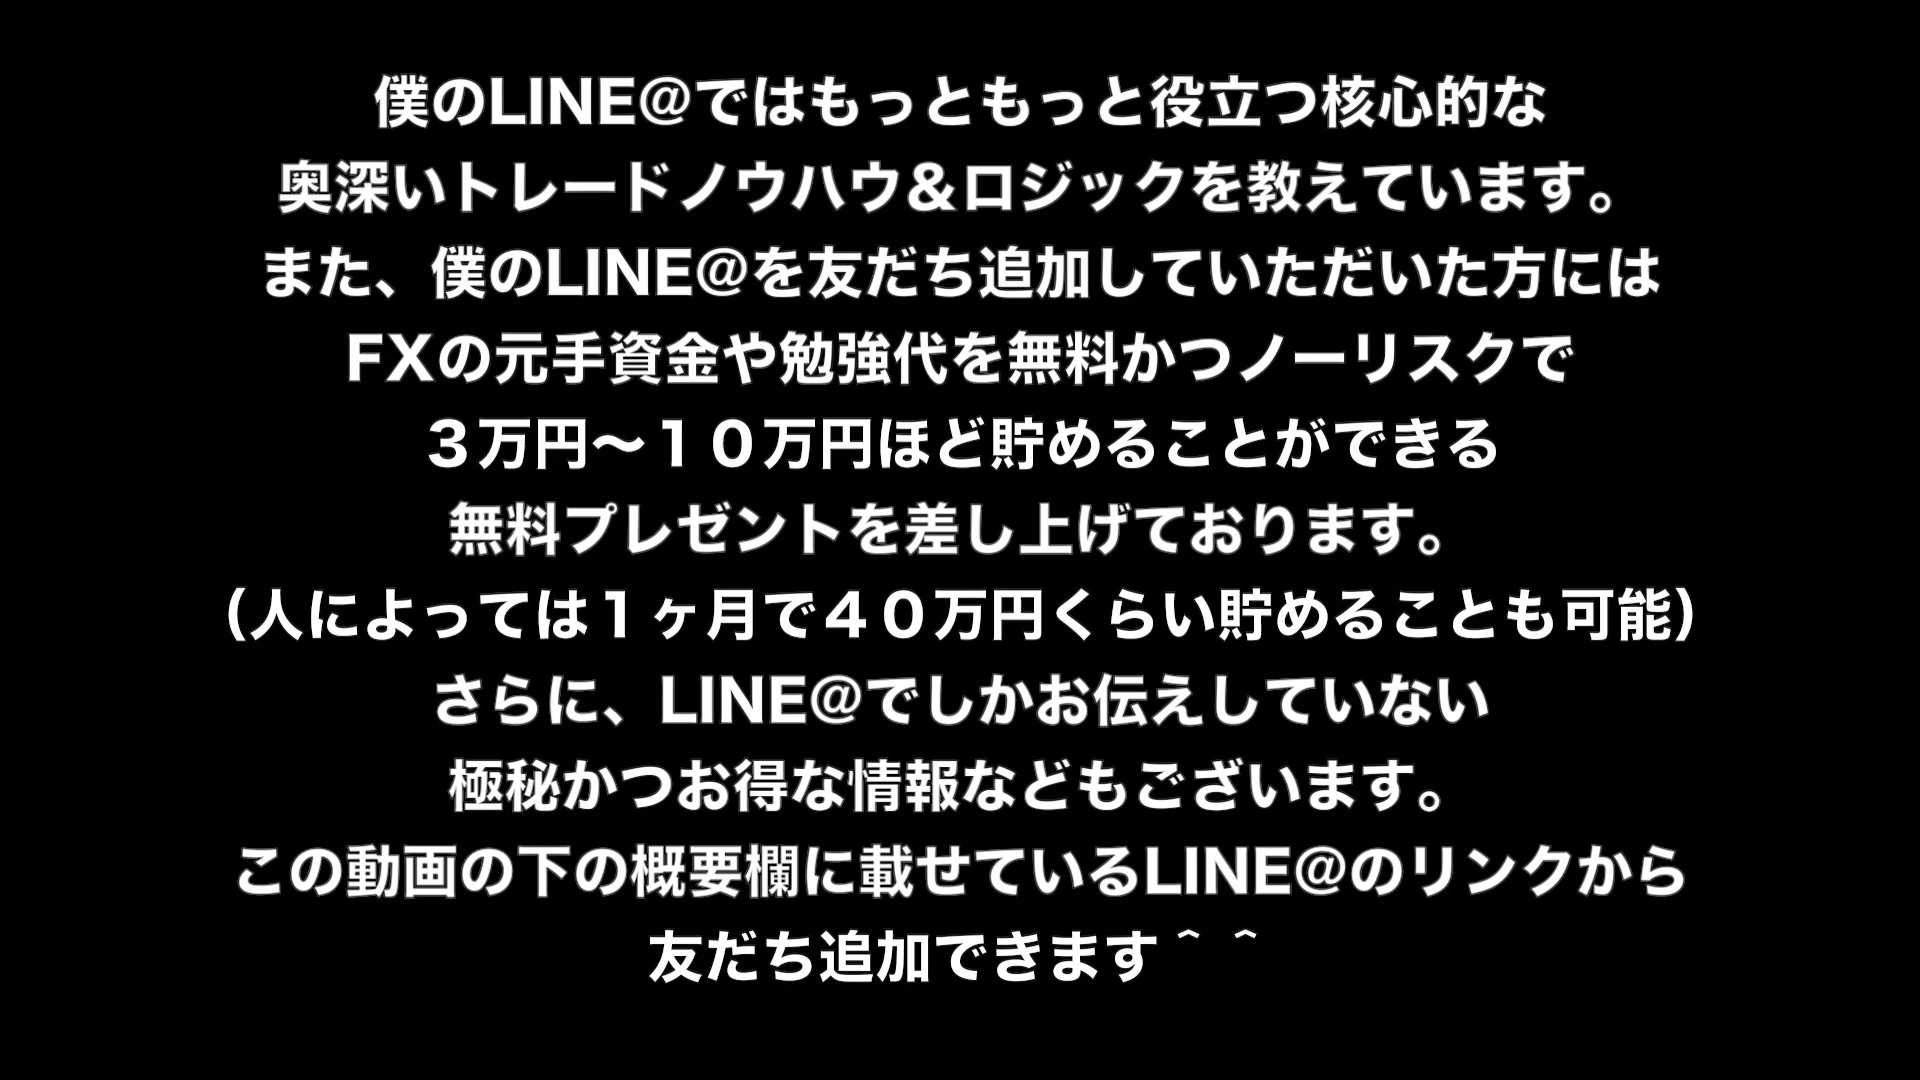 僕のLINE@ではもっともっと役立つ核心的な
奥深いトレードノウハウ&ロジックを教えています。
また、僕のLINE@を友だち追加していただいた方には
FXの元手資金や勉強代を無料かつノーリスクで
３万円〜１０万円ほど貯めることができる
無料プレゼントを差し上げております。
（人によっては１ヶ月で４０万円くらい貯めることも可能）
さらに、LINE@でしかお伝えしていない
極秘かつお得な情報などもございます。
この動画の下の概要欄に載せているLINE@のリンクから
友だち追加できます＾ ＾